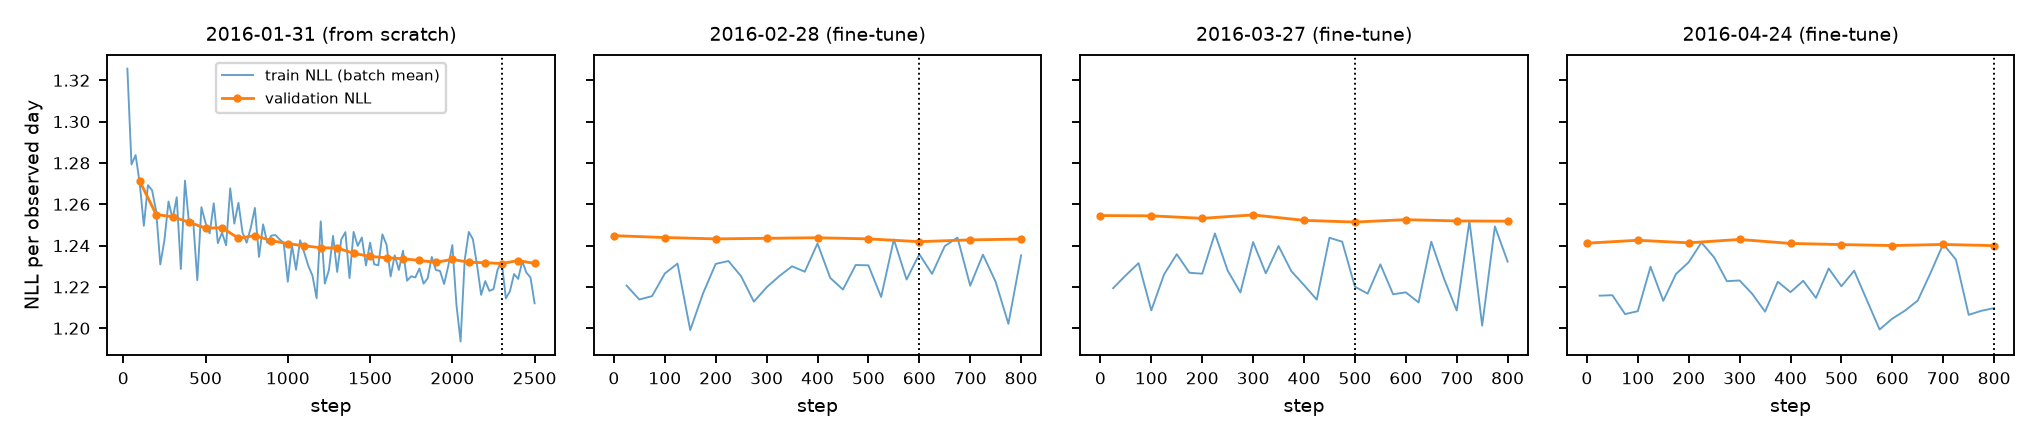 2016-01-31 (from scratch)
2016-02-28 (fine-tune)
2016-03-27 (fine-tune)
2016-04-24 (fine-tune)
NLL per observed day
1.32
1.30
1.28
1.26
1.24
1.22
1.20
train NLL (batch mean)
validation NLL
0 500 1000 1500 2000 2500
0 100 200 300 400 500 600 700 800
0 100 200 300 400 500 600 700 800
0 100 200 300 400 500 600 700 800
step
step
step
step